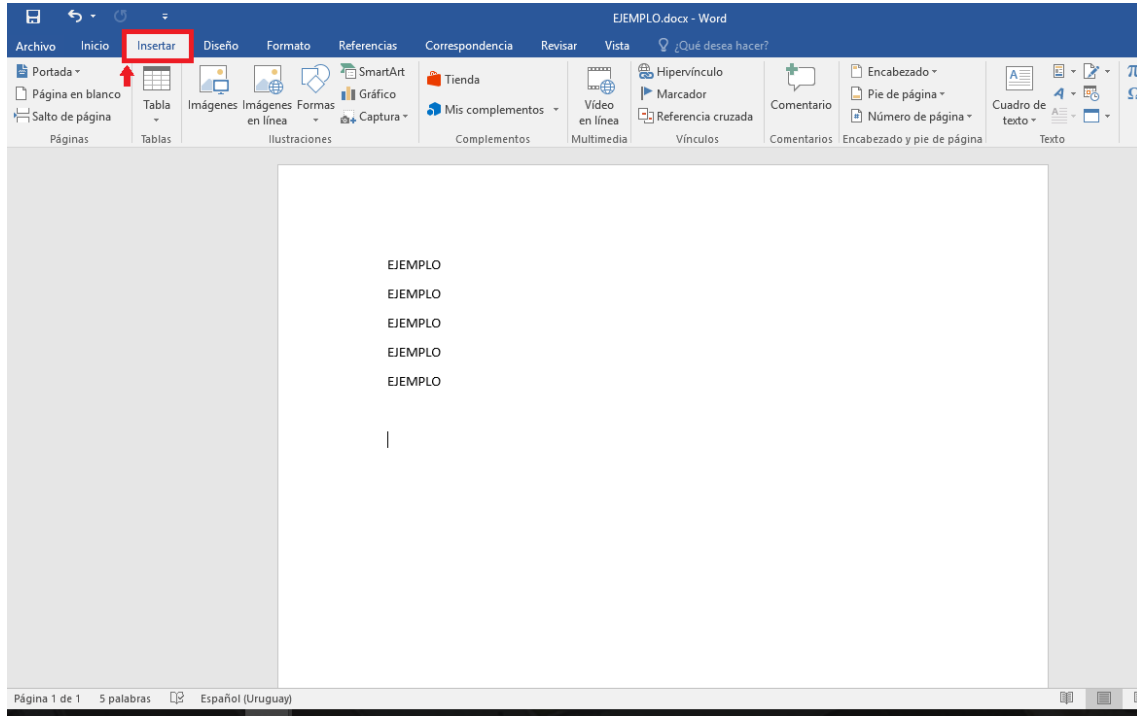 EJEMPLO.docx - Word
Archivo Inicio Insertar Diseño Formato Referencias Correspondencia Revisar Vista ¿Qué desea hacer?
Portada
Página en blanco
Salto de página
Páginas
Tabla
Tablas
Imágenes
Imágenes en línea
Formas
SmartArt
Gráfico
Captura
Ilustraciones
Tienda
Mis complementos
Complementos
Vídeo
en línea
Multimedia
Hipervínculo
Marcador
Referencia cruzada
Vínculos
Comentario
Comentarios
Encabezado
Pie de página
Número de página
Encabezado y pie de página
Cuadro de
texto
Texto
EJEMPLO
EJEMPLO
EJEMPLO
EJEMPLO
EJEMPLO
Página 1 de 1 5 palabras Español (Uruguay)